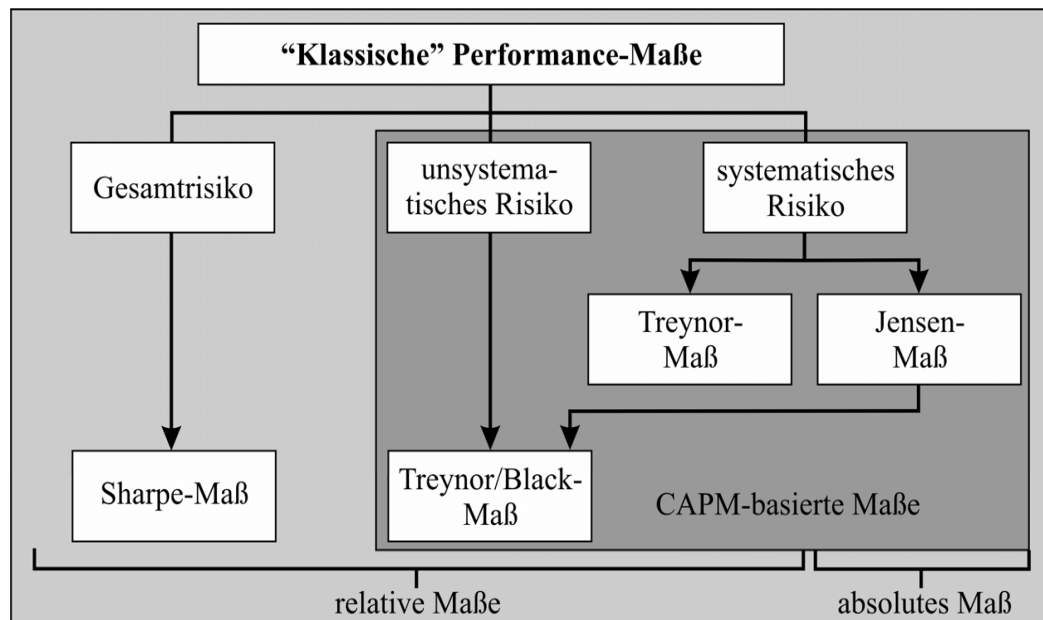 “Klassische” Performance-Maße
Gesamtrisiko
unsystema-
tisches Risiko
systematisches
Risiko
Treynor-
Maß
Jensen-
Maß
Sharpe-Maß
Treynor/Black-
Maß
CAPM-basierte Maße
relative Maße
absolutes Maß